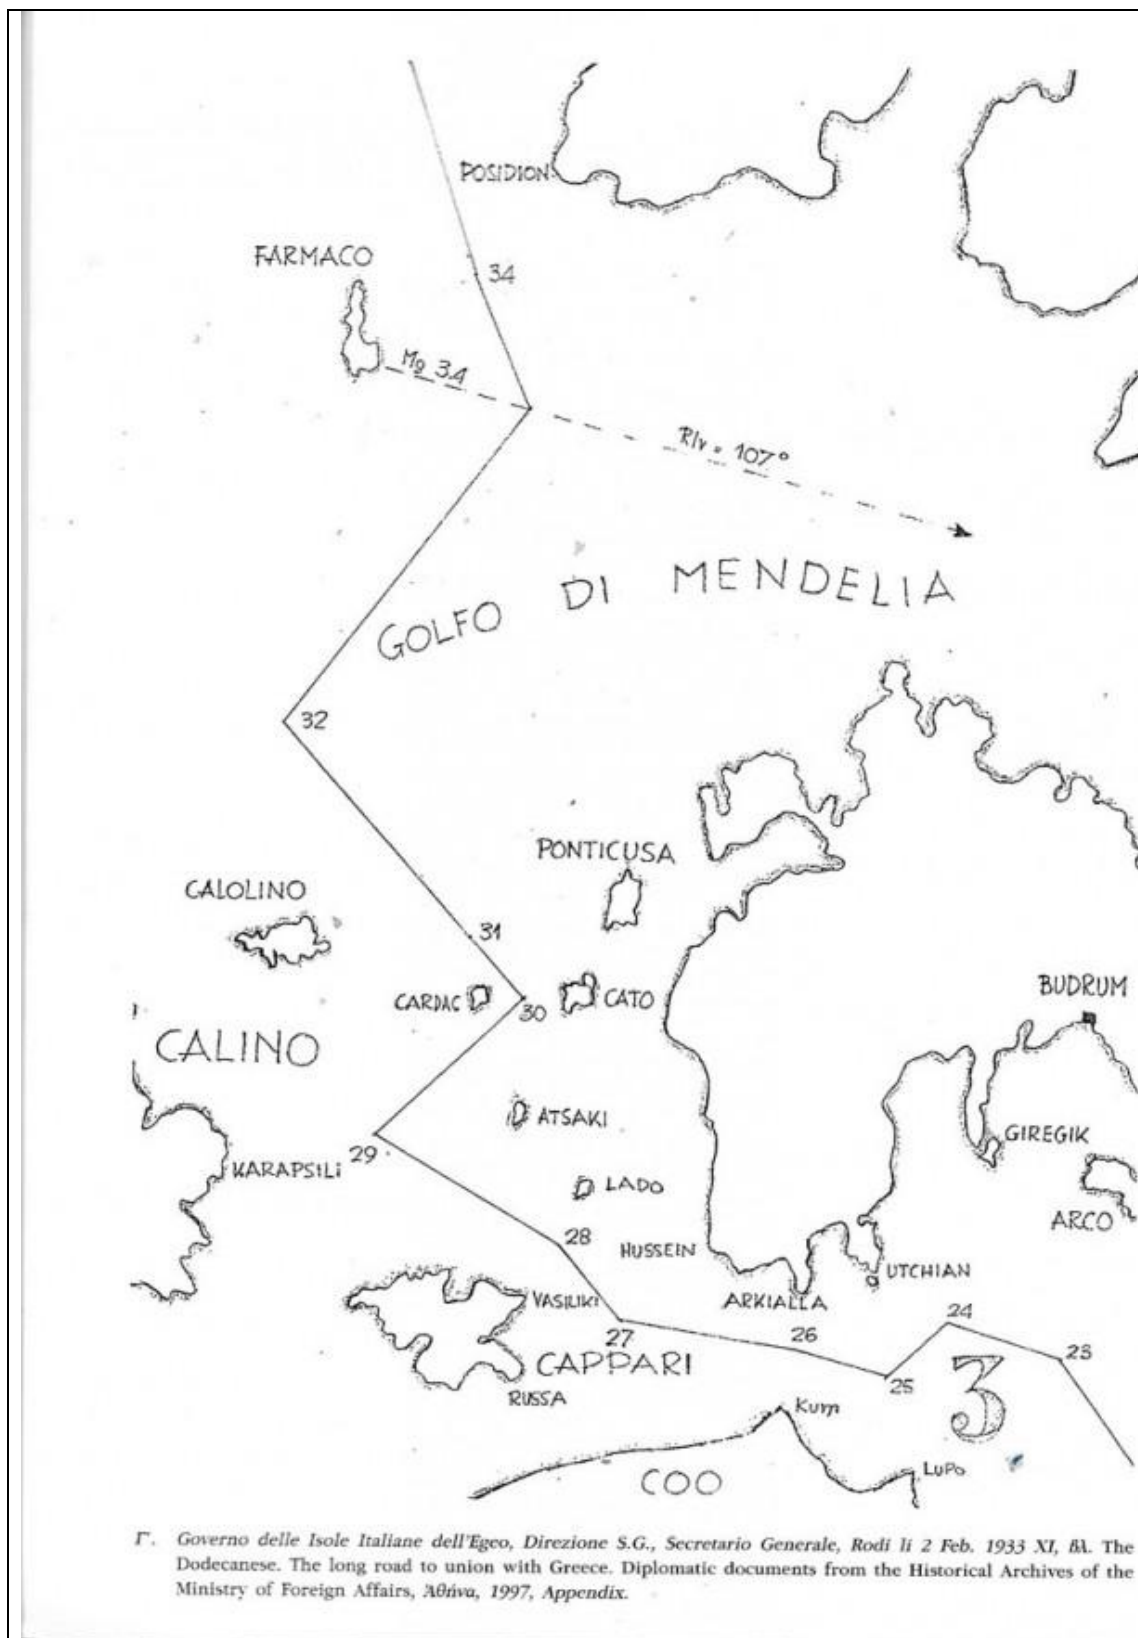 POSIDION
FARMACO
34
Mg 3.4
Rlv. 107°
GOLFO DI MENDELIA
32
PONTICUSA
CALOLINO
31
CARDAC
30
CATO
BUDRUM
CALINO
ATSAKI
29
KARAPSILI
GIREGIK
LADO
ARCO
28
HUSSEIN
UTCHIAN
VASILIKI
ARKIALLA
24
27
26
23
CAPPARI
25
3
RUSSA
Kum
LUPO
COO
Γ. Governo delle Isole Italiane dell'Egeo, Direzione S.G., Secretario Generale, Rodi li 2 Feb. 1933 XI, βλ. The
Dodecanese. The long road to union with Greece. Diplomatic documents from the Historical Archives of the
Ministry of Foreign Affairs, Ἀθήνα, 1997, Appendix.